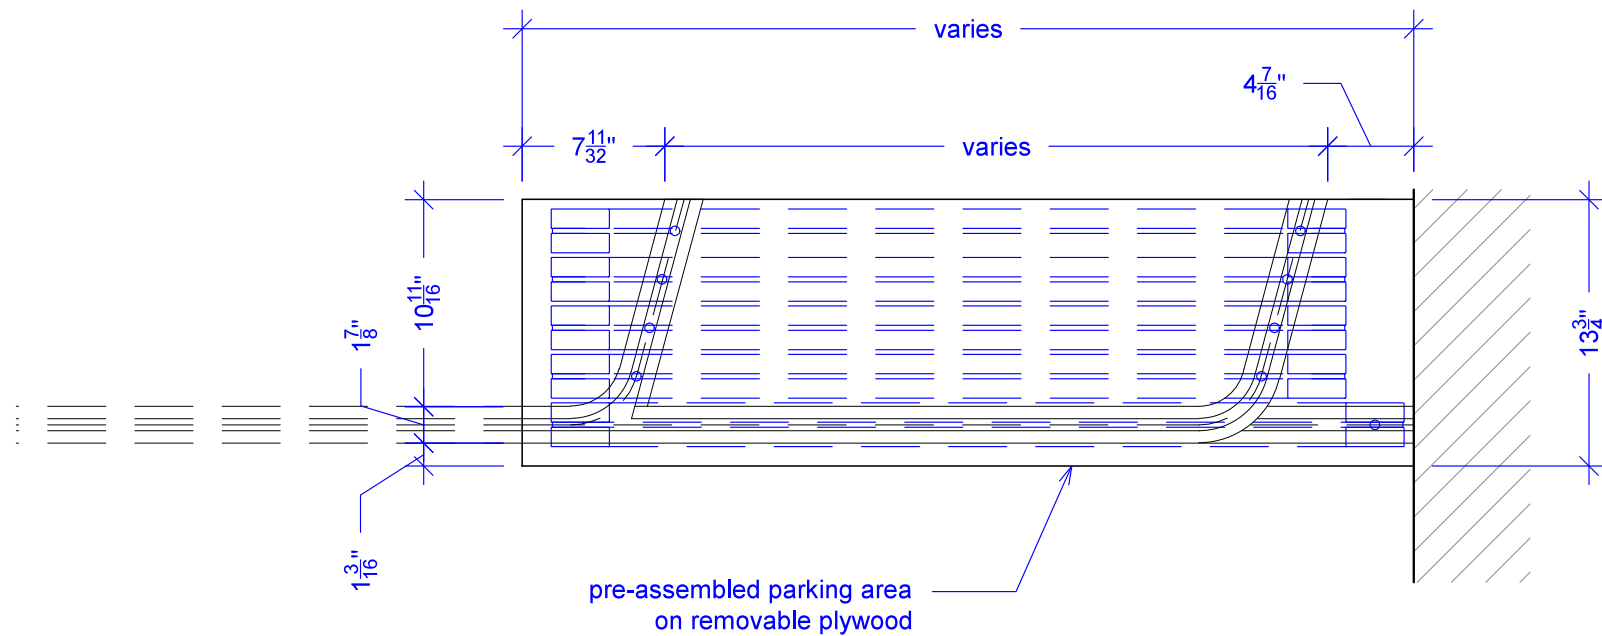 varies
4 7/16"
7 11/32"
varies
10 11/16"
1 7/8"
13 3/4"
1 3/16"
pre-assembled parking area
on removable plywood